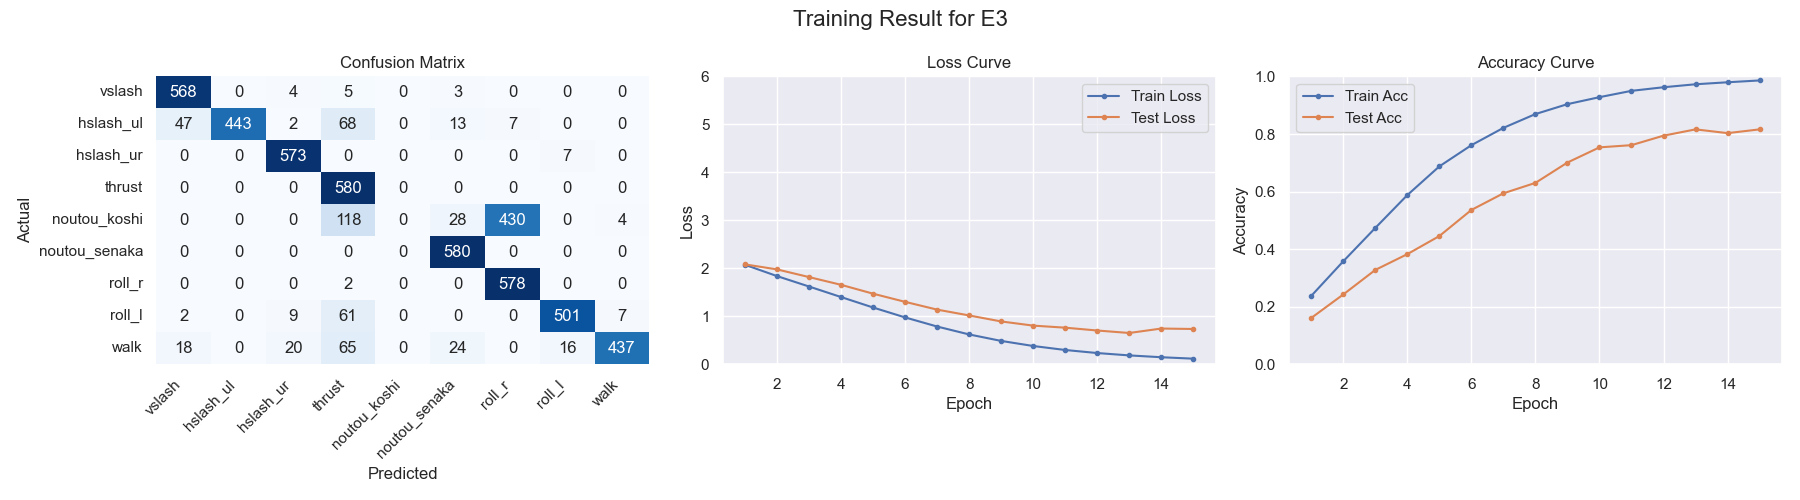 Training Result for E3
Confusion Matrix
vslash 568 0 4 5 0 3 0 0 0
hslash_ul 47 443 2 68 0 13 7 0 0
hslash_ur 0 0 573 0 0 0 0 7 0
thrust 0 0 0 580 0 0 0 0 0
noutou_koshi 0 0 0 118 0 28 430 0 4
noutou_senaka 0 0 0 0 0 580 0 0 0
roll_r 0 0 0 2 0 0 578 0 0
roll_l 2 0 9 61 0 0 0 501 7
walk 18 0 20 65 0 24 0 16 437
Actual
vslash hslash_ul hslash_ur thrust noutou_koshi noutou_senaka roll_r roll_l walk
Predicted
Loss Curve
Train Loss
Test Loss
6
5
4
3
2
1
0
Loss
2 4 6 8 10 12 14
Epoch
Accuracy Curve
Train Acc
Test Acc
1.0
0.8
0.6
0.4
0.2
0.0
Accuracy
2 4 6 8 10 12 14
Epoch